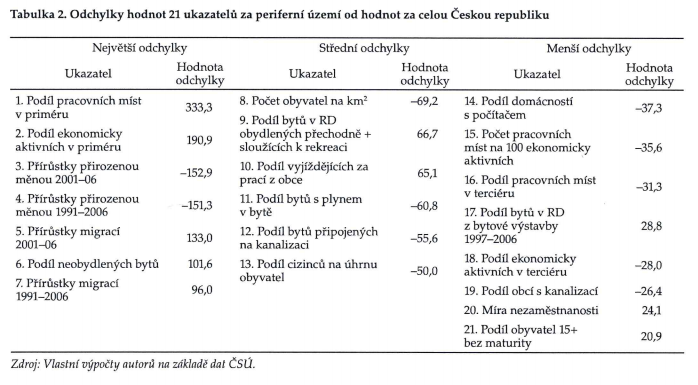 Tabulka 2. Odchylky hodnot 21 ukazatelů za periferní území od hodnot za celou Českou republiku
Největší odchylky
Ukazatel Hodnota odchylky
1. Podíl pracovních míst
v priméru 333,3
2. Podíl ekonomicky
aktivních v priméru 190,9
3. Přírůstky přirozenou
měnou 2001–06 –152,9
4. Přírůstky přirozenou
měnou 1991–2006 –151,3
5. Přírůstky migrací
2001–06 133,0
6. Podíl neobydlených bytů 101,6
7. Přírůstky migrací
1991–2006 96,0
Střední odchylky
Ukazatel Hodnota odchylky
8. Počet obyvatel na km² –69,2
9. Podíl bytů v RD
obydlených přechodně +
sloužících k rekreaci 66,7
10. Podíl vyjíždějících za
prací z obce 65,1
11. Podíl bytů s plynem
v bytě –60,8
12. Podíl bytů připojených
na kanalizaci –55,6
13. Podíl cizinců na úhrnu
obyvatel –50,0
Menší odchylky
Ukazatel Hodnota odchylky
14. Podíl domácností
s počítačem –37,3
15. Počet pracovních
míst na 100 ekonomicky
aktivních –35,6
16. Podíl pracovních míst
v terciéru –31,3
17. Podíl bytů v RD
z bytové výstavby
1997–2006 28,8
18. Podíl ekonomicky
aktivních v terciéru –28,0
19. Podíl obcí s kanalizací –26,4
20. Míra nezaměstnanosti 24,1
21. Podíl obyvatel 15+
bez maturity 20,9
Zdroj: Vlastní výpočty autorů na základě dat ČSÚ.